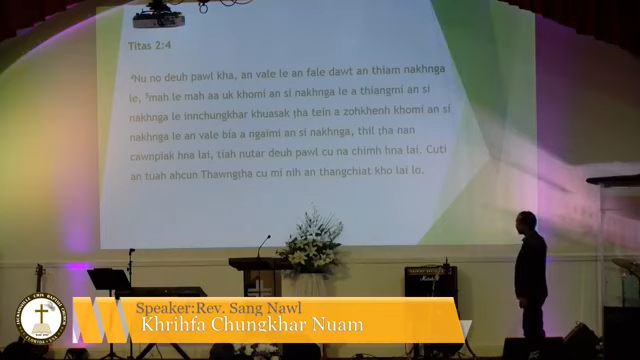 Titas 2:4
⁴Nu no deuh pawl kha, an vale le an fale dawt an thiam nakhnga
le, ⁵mah le mah aa uk khomi an si nakhnga le a thiangmi an si
nakhnga le innchungkhar khuasak ṭha tein a zohkhenh khomi an si
nakhnga le an vale bia a ngaimi an si nakhnga, thil ṭha nan
cawnpiak hna lai, tiah nutar deuh pawl cu na chimh hna lai. Cuti
an tuah ahcun Thawngṭha cu mi nih an thangchiat kho lai lo.
Marshall
Speaker:Rev. Sang Nawl
Khrihfa Chungkhar Nuam